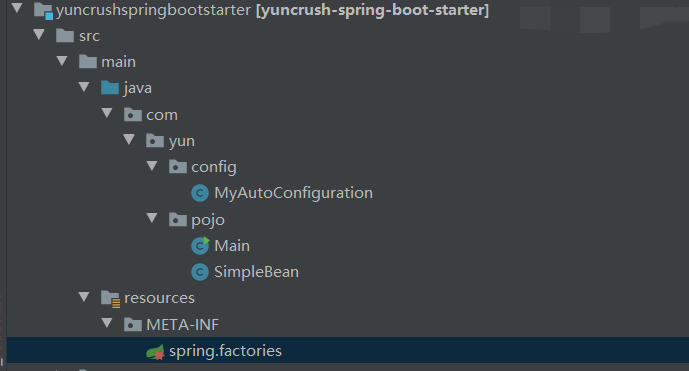 yuncrushspringbootstarter [yuncrush-spring-boot-starter]
src
main
java
com
yun
config
MyAutoConfiguration
pojo
Main
SimpleBean
resources
META-INF
spring.factories